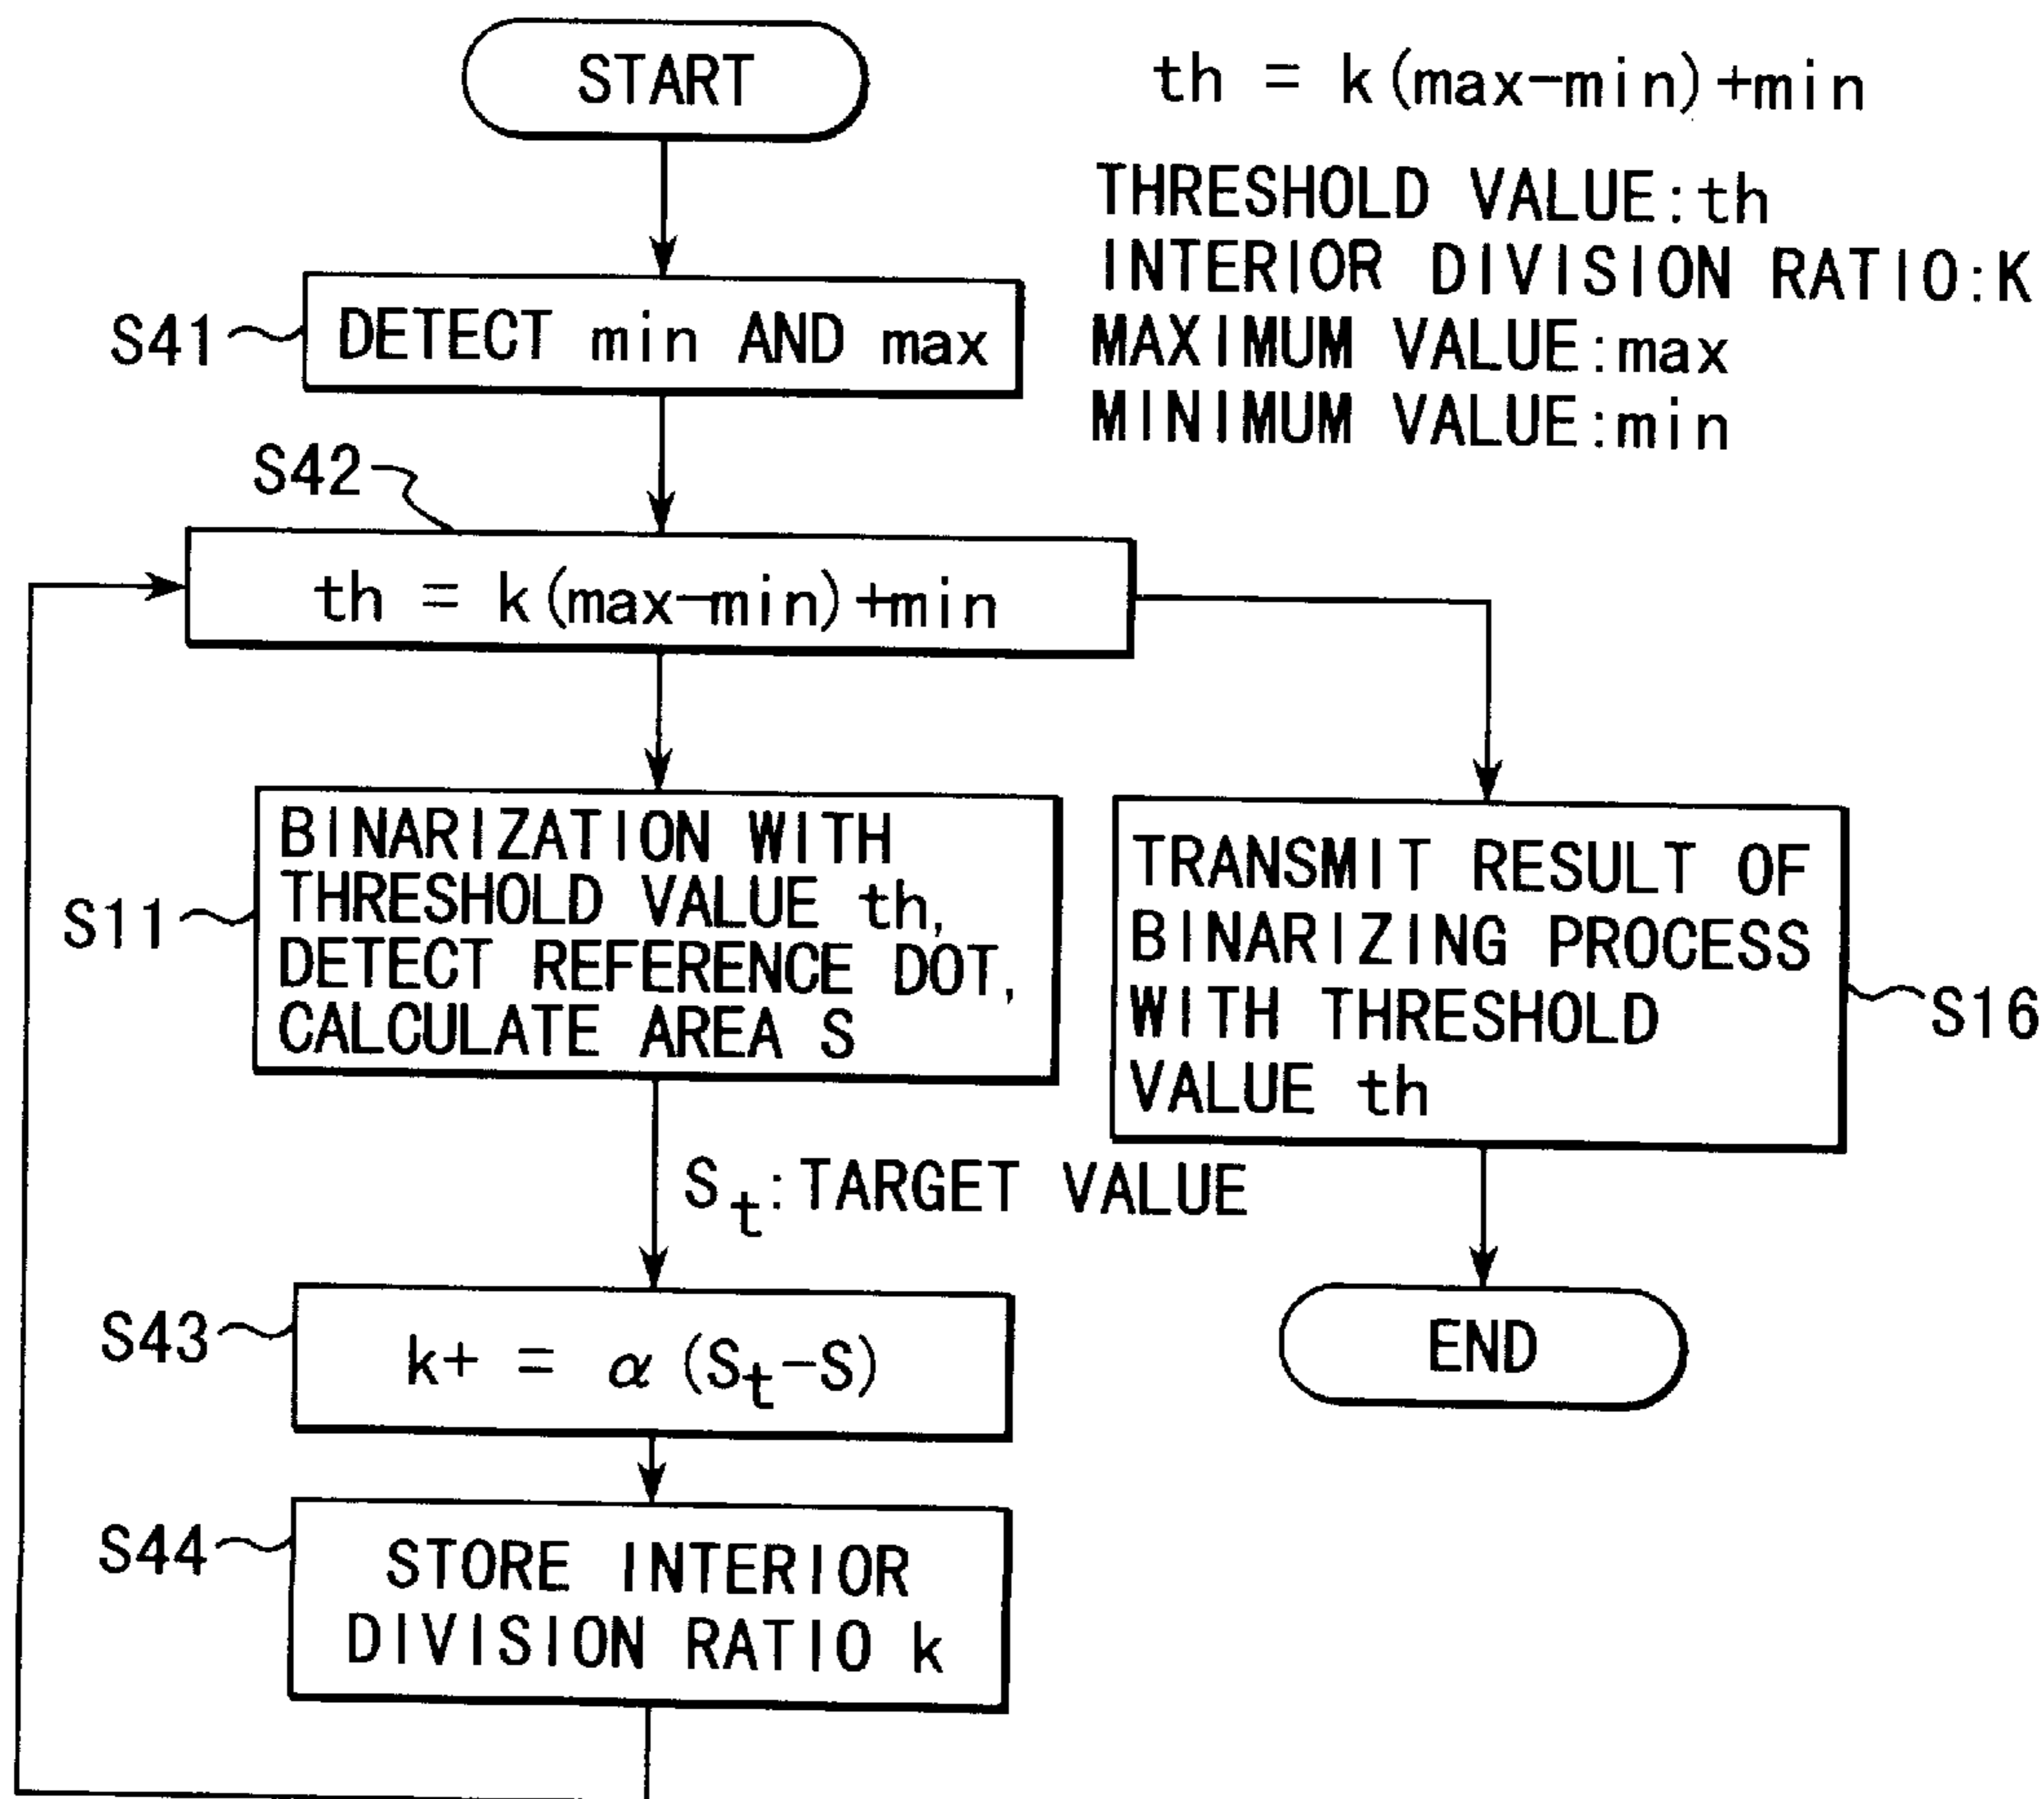 START
th = k(max-min)+min
THRESHOLD VALUE:th
INTERIOR DIVISION RATIO:K
MAXIMUM VALUE:max
MINIMUM VALUE:min
S41
DETECT min AND max
S42
th = k(max-min)+min
S11
BINARIZATION WITH
THRESHOLD VALUE th,
DETECT REFERENCE DOT,
CALCULATE AREA S
TRANSMIT RESULT OF
BINARIZING PROCESS
WITH THRESHOLD
VALUE th
S16
St:TARGET VALUE
S43
k+ = α (St-S)
END
S44
STORE INTERIOR
DIVISION RATIO k